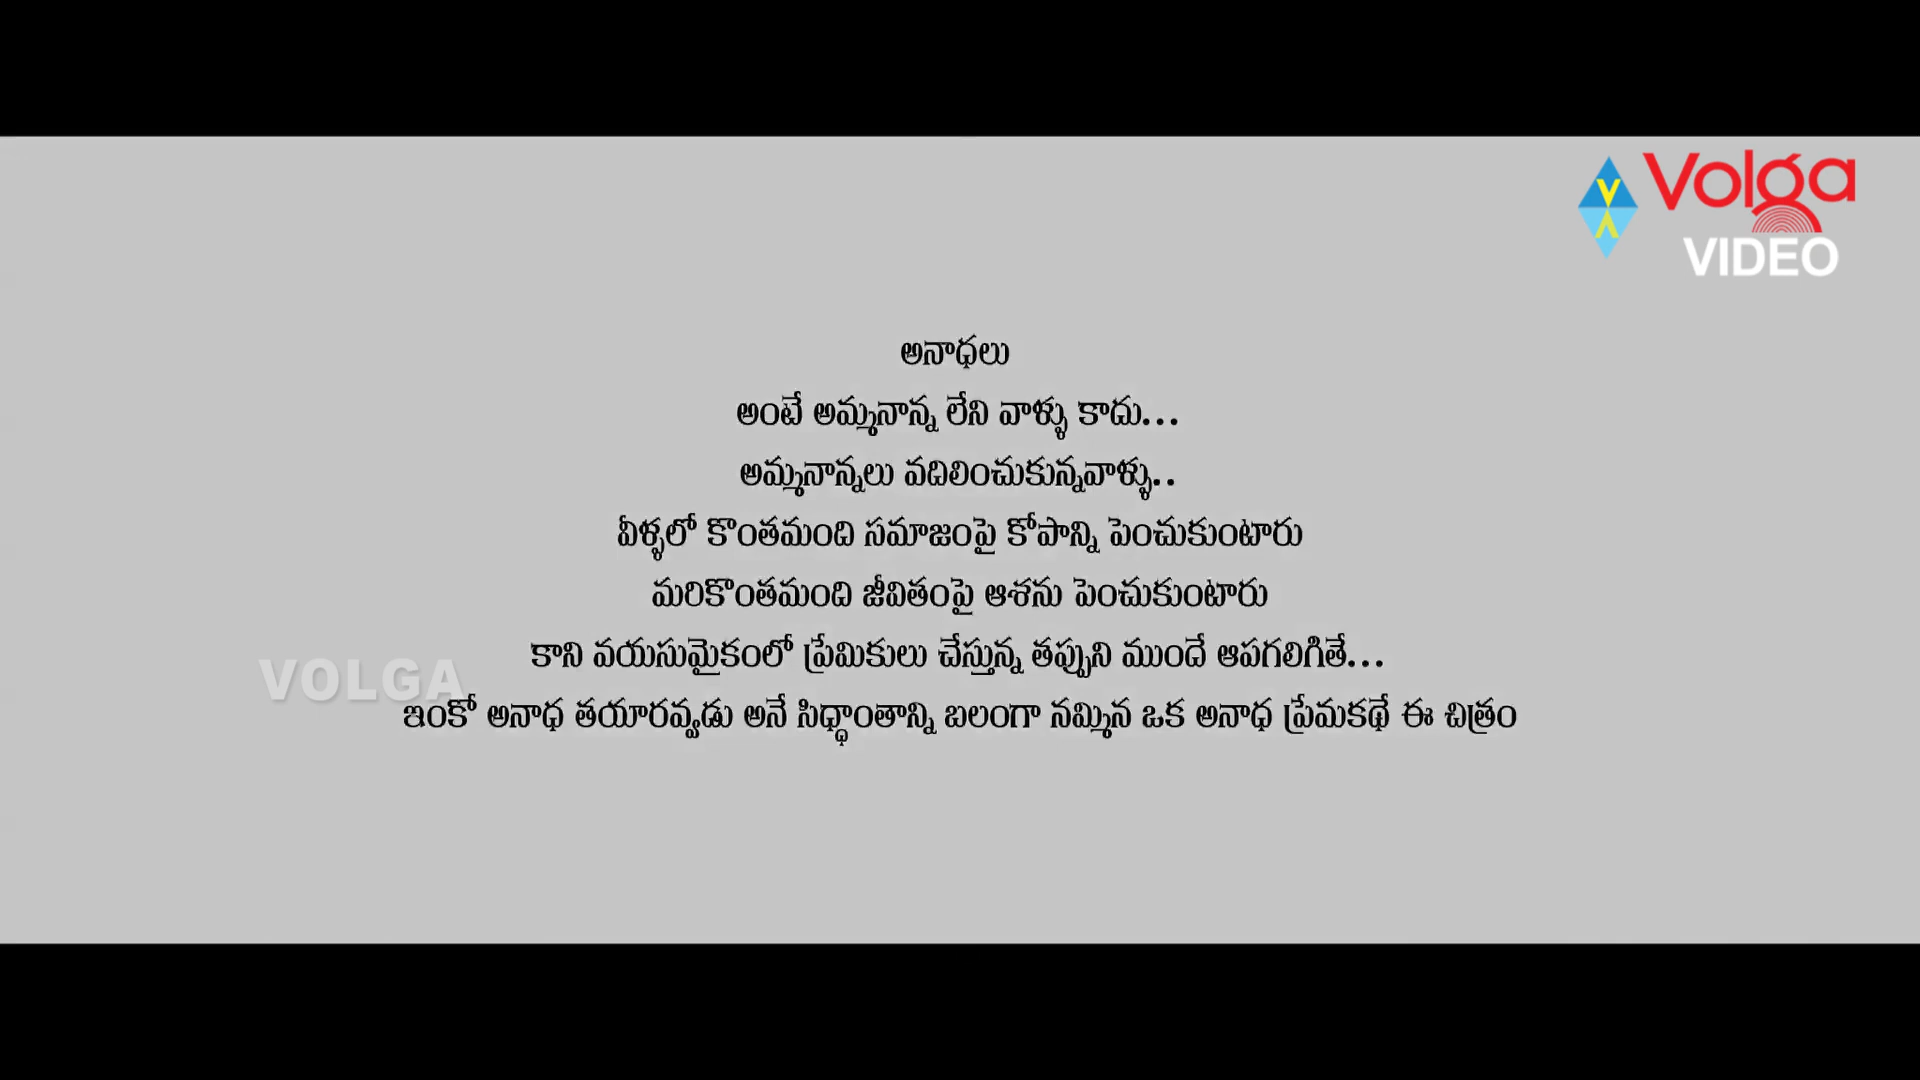 Volga
VIDEO
అనాధలు
అంటే అమ్మనాన్న లేని వాళ్ళు కాదు...
అమ్మనాన్నలు వదిలించుకున్నవాళ్ళు..
వీళ్ళలో కొంతమంది సమాజంపై కోపాన్ని పెంచుకుంటారు
మరికొంతమంది జీవితంపై ఆశను పెంచుకుంటారు
కాని వయసుమైకంలో ప్రేమికులు చేస్తున్న తప్పుని ముందే ఆపగలిగితే...
VOLGA
ఇంకో అనాధ తయారవ్వడు అనే సిద్ధాంతాన్ని బలంగా నమ్మిన ఒక అనాధ ప్రేమకథే ఈ చిత్రం